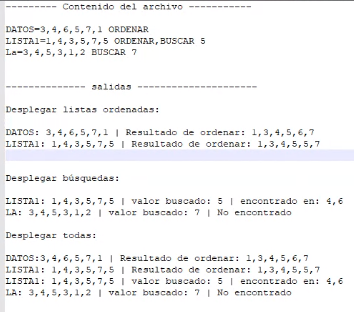 --------- Contenido del archivo -----------
DATOS=3,4,6,5,7,1 ORDENAR
LISTA1=1,4,3,5,7,5 ORDENAR,BUSCAR 5
La=3,4,5,3,1,2 BUSCAR 7
-------------- salidas ---------------------
Desplegar listas ordenadas:
DATOS: 3,4,6,5,7,1 | Resultado de ordenar: 1,3,4,5,6,7
LISTA1: 1,4,3,5,7,5 | Resultado de ordenar: 1,3,4,5,5,7
Desplegar búsquedas:
LISTA1: 1,4,3,5,7,5 | valor buscado: 5 | encontrado en: 4,6
LA: 3,4,5,3,1,2 | valor buscado: 7 | No encontrado
Desplegar todas:
DATOS:3,4,6,5,7,1 | Resultado de ordenar: 1,3,4,5,6,7
LISTA1: 1,4,3,5,7,5 | Resultado de ordenar: 1,3,4,5,5,7
LISTA1: 1,4,3,5,7,5 | valor buscado: 5 | encontrado en: 4,6
LA: 3,4,5,3,1,2 | valor buscado: 7 | No encontrado